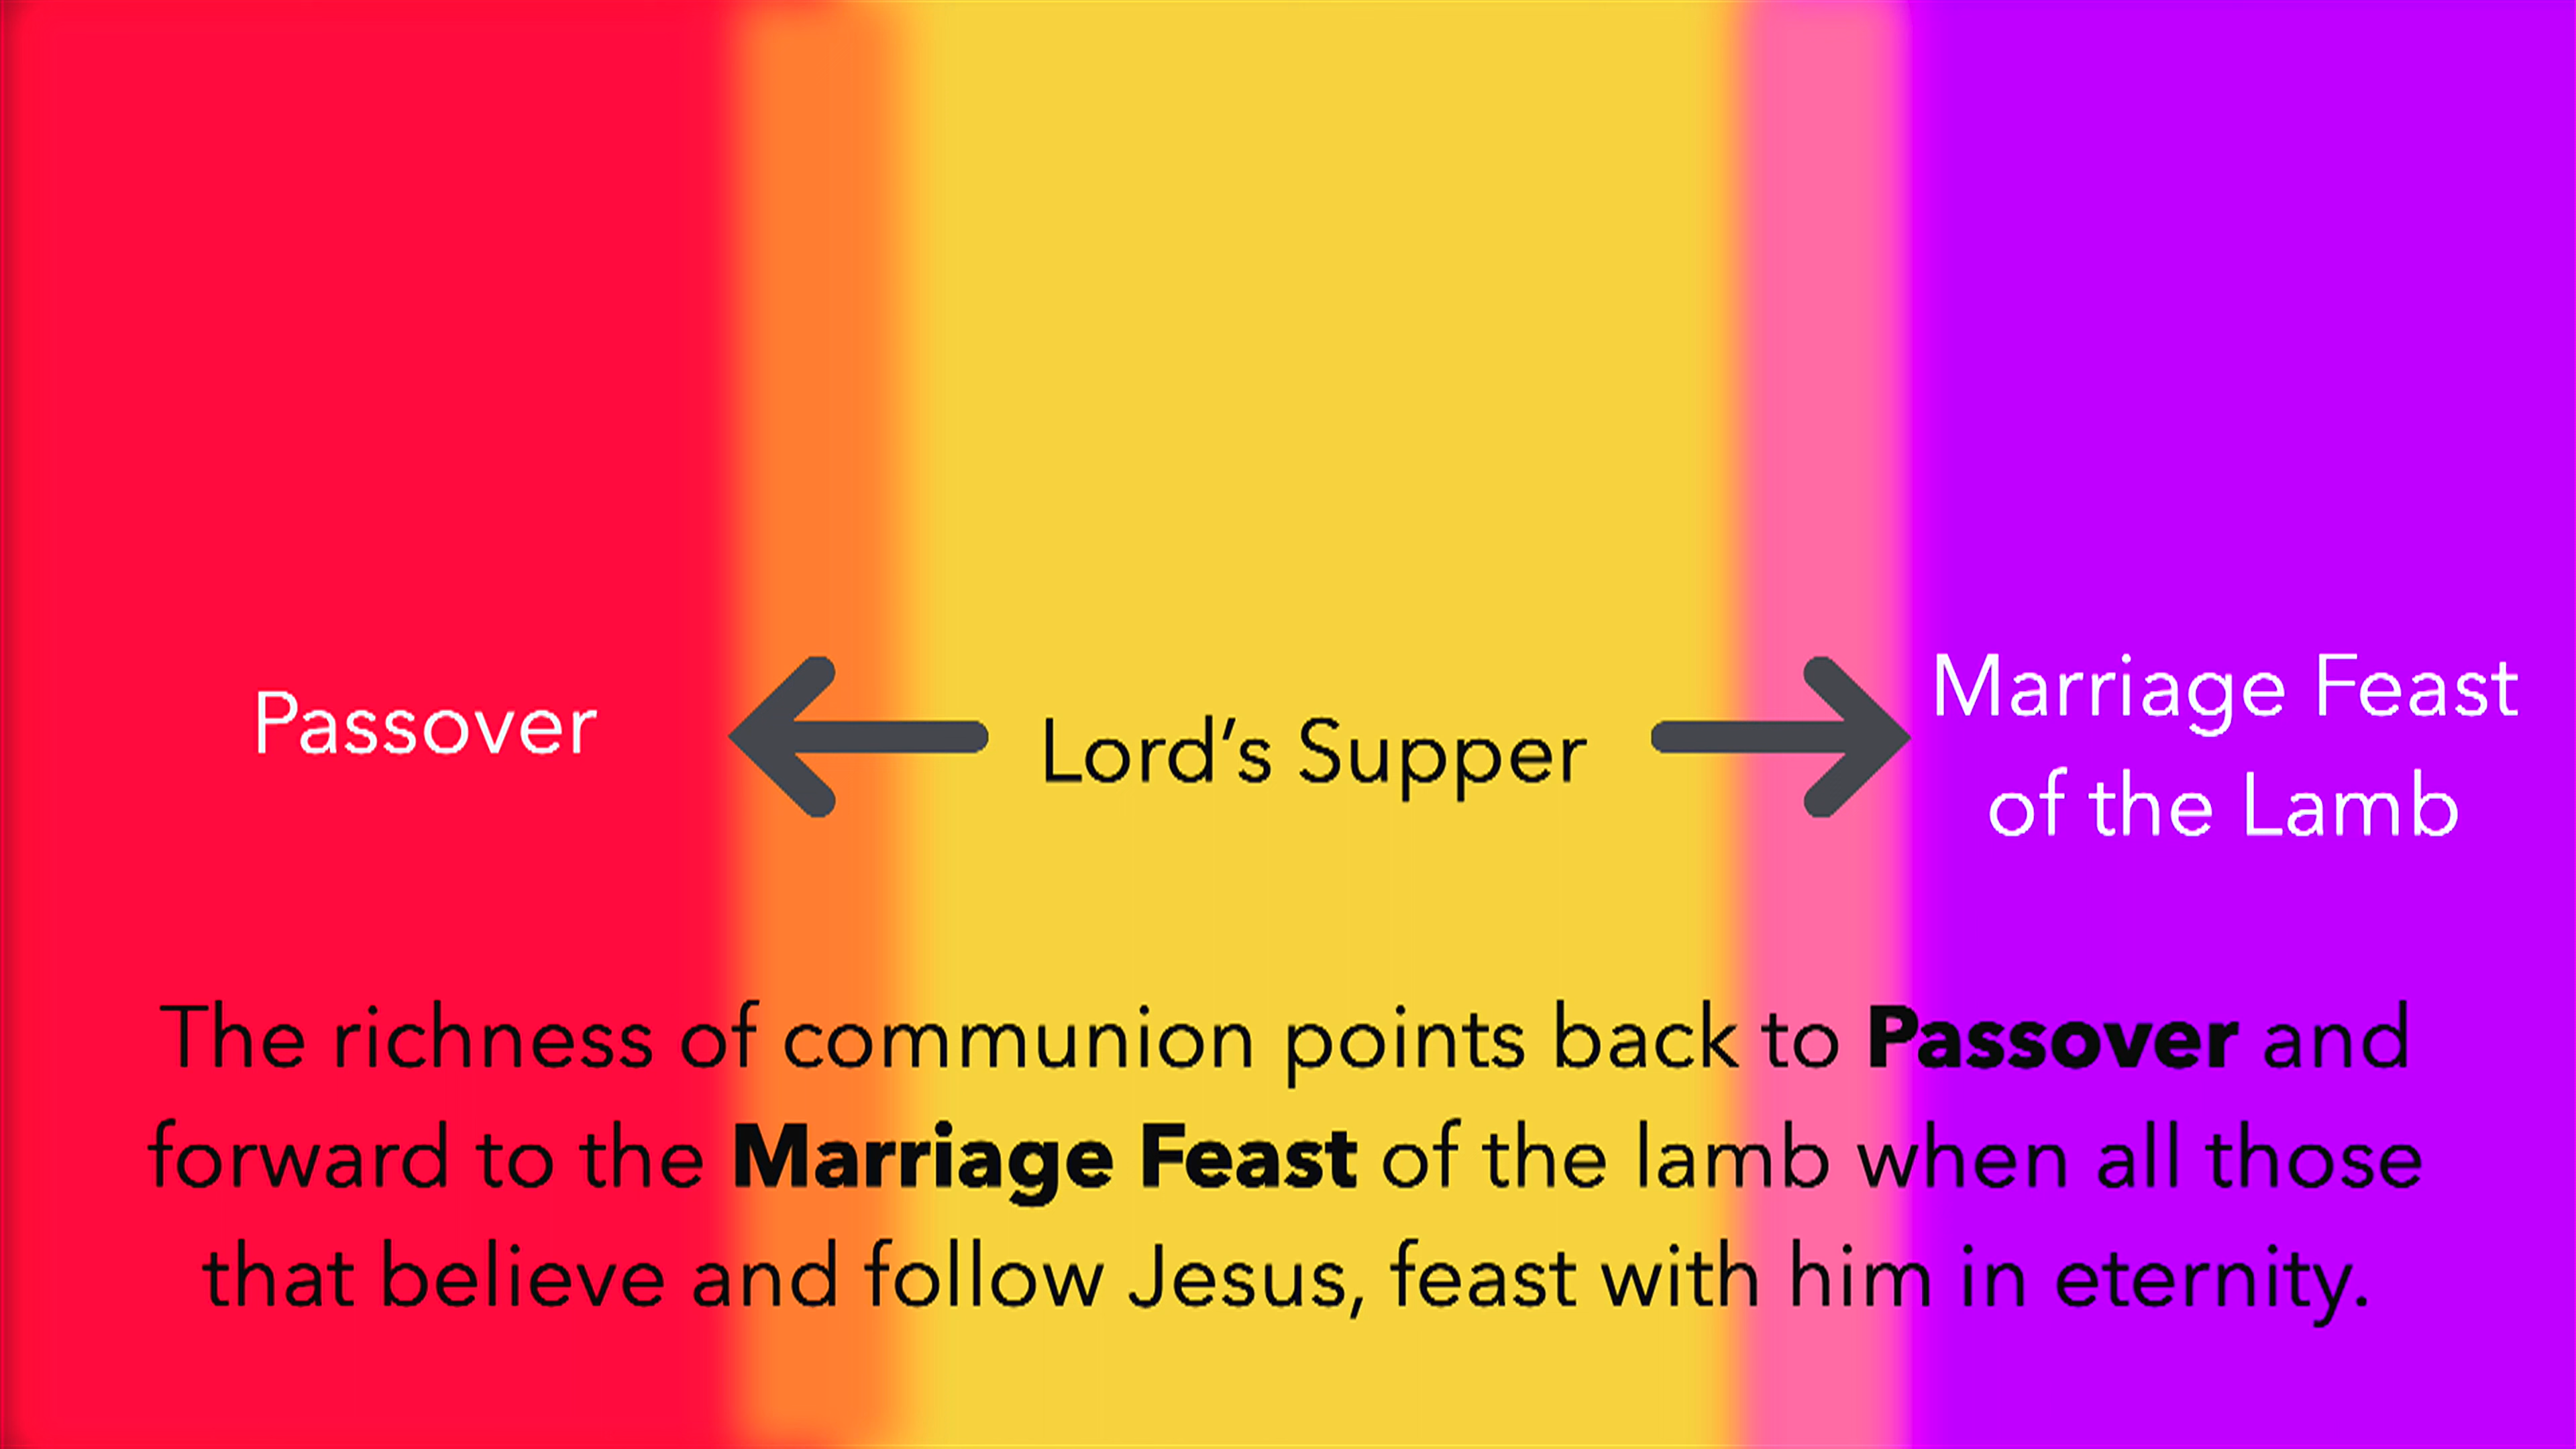 Passover
Lord’s Supper
Marriage Feast
of the Lamb
The richness of communion points back to Passover and
forward to the Marriage Feast of the lamb when all those
that believe and follow Jesus, feast with him in eternity.